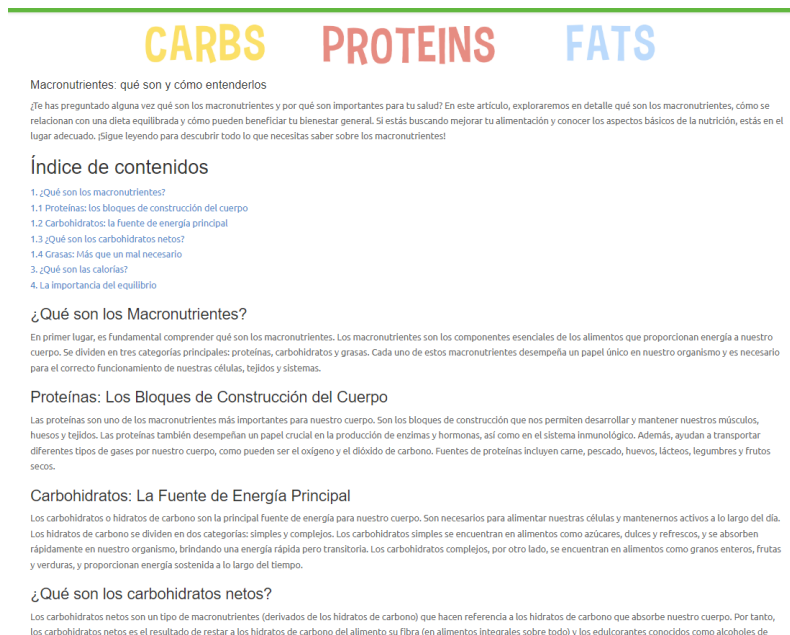 CARBS PROTEINS FATS
Macronutrientes: qué son y cómo entenderlos
¿Te has preguntado alguna vez qué son los macronutrientes y por qué son importantes para tu salud? En este artículo, exploraremos en detalle qué son los macronutrientes, cómo se
relacionan con una dieta equilibrada y cómo pueden beneficiar tu bienestar general. Si estás buscando mejorar tu alimentación y conocer los aspectos básicos de la nutrición, estás en el
lugar adecuado. ¡Sigue leyendo para descubrir todo lo que necesitas saber sobre los macronutrientes!
Índice de contenidos
1. ¿Qué son los macronutrientes?
1.1 Proteínas: los bloques de construcción del cuerpo
1.2 Carbohidratos: la fuente de energía principal
1.3 ¿Qué son los carbohidratos netos?
1.4 Grasas: Más que un mal necesario
3. ¿Qué son las calorías?
4. La importancia del equilibrio
¿Qué son los Macronutrientes?
En primer lugar, es fundamental comprender qué son los macronutrientes. Los macronutrientes son los componentes esenciales de los alimentos que proporcionan energía a nuestro
cuerpo. Se dividen en tres categorías principales: proteínas, carbohidratos y grasas. Cada uno de estos macronutrientes desempeña un papel único en nuestro organismo y es necesario
para el correcto funcionamiento de nuestras células, tejidos y sistemas.
Proteínas: Los Bloques de Construcción del Cuerpo
Las proteínas son uno de los macronutrientes más importantes para nuestro cuerpo. Son los bloques de construcción que nos permiten desarrollar y mantener nuestros músculos,
huesos y tejidos. Las proteínas también desempeñan un papel crucial en la producción de enzimas y hormonas, así como en el sistema inmunológico. Además, ayudan a transportar
diferentes tipos de gases por nuestro cuerpo, como pueden ser el oxígeno y el dióxido de carbono. Fuentes de proteínas incluyen carne, pescado, huevos, lácteos, legumbres y frutos
secos.
Carbohidratos: La Fuente de Energía Principal
Los carbohidratos o hidratos de carbono son la principal fuente de energía para nuestro cuerpo. Son necesarios para alimentar nuestras células y mantenernos activos a lo largo del día.
Los hidratos de carbono se dividen en dos categorías: simples y complejos. Los carbohidratos simples se encuentran en alimentos como azúcares, dulces y refrescos, y se absorben
rápidamente en nuestro organismo, brindando una energía rápida pero transitoria. Los carbohidratos complejos, por otro lado, se encuentran en alimentos como granos enteros, frutas
y verduras, y proporcionan energía sostenida a lo largo del tiempo.
¿Qué son los carbohidratos netos?
Los carbohidratos netos son un tipo de macronutrientes (derivados de los hidratos de carbono) que hacen referencia a los hidratos de carbono que absorbe nuestro cuerpo. Por tanto,
los carbohidratos netos es el resultado de restar a los hidratos de carbono del alimento su fibra (en alimentos integrales sobre todo) y los edulcorantes conocidos como alcoholes de